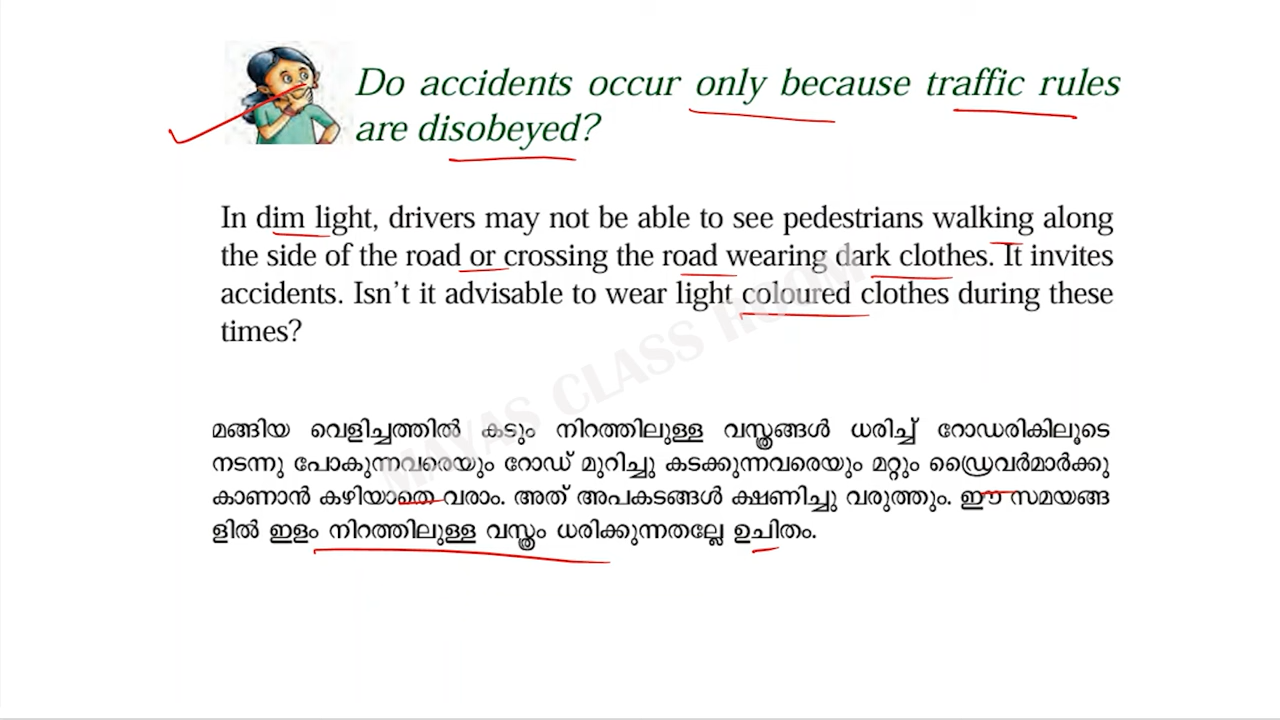 Do accidents occur only because traffic rules
are disobeyed?
In dim light, drivers may not be able to see pedestrians walking along
the side of the road or crossing the road wearing dark clothes. It invites
accidents. Isn't it advisable to wear light coloured clothes during these
times?
MAYAS CLASS ROOM
മങ്ങിയ വെളിച്ചത്തിൽ കടും നിറത്തിലുള്ള വസ്ത്രങ്ങൾ ധരിച്ച് റോഡരികിലൂടെ
നടന്നു പോകുന്നവരെയും റോഡ് മുറിച്ചു കടക്കുന്നവരെയും മറ്റും ഡ്രൈവർമാർക്കു
കാണാൻ കഴിയാതെ വരാം. അത് അപകടങ്ങൾ ക്ഷണിച്ചു വരുത്തും. ഈ സമയങ്ങ
ളിൽ ഇളം നിറത്തിലുള്ള വസ്ത്രം ധരിക്കുന്നതല്ലേ ഉചിതം.